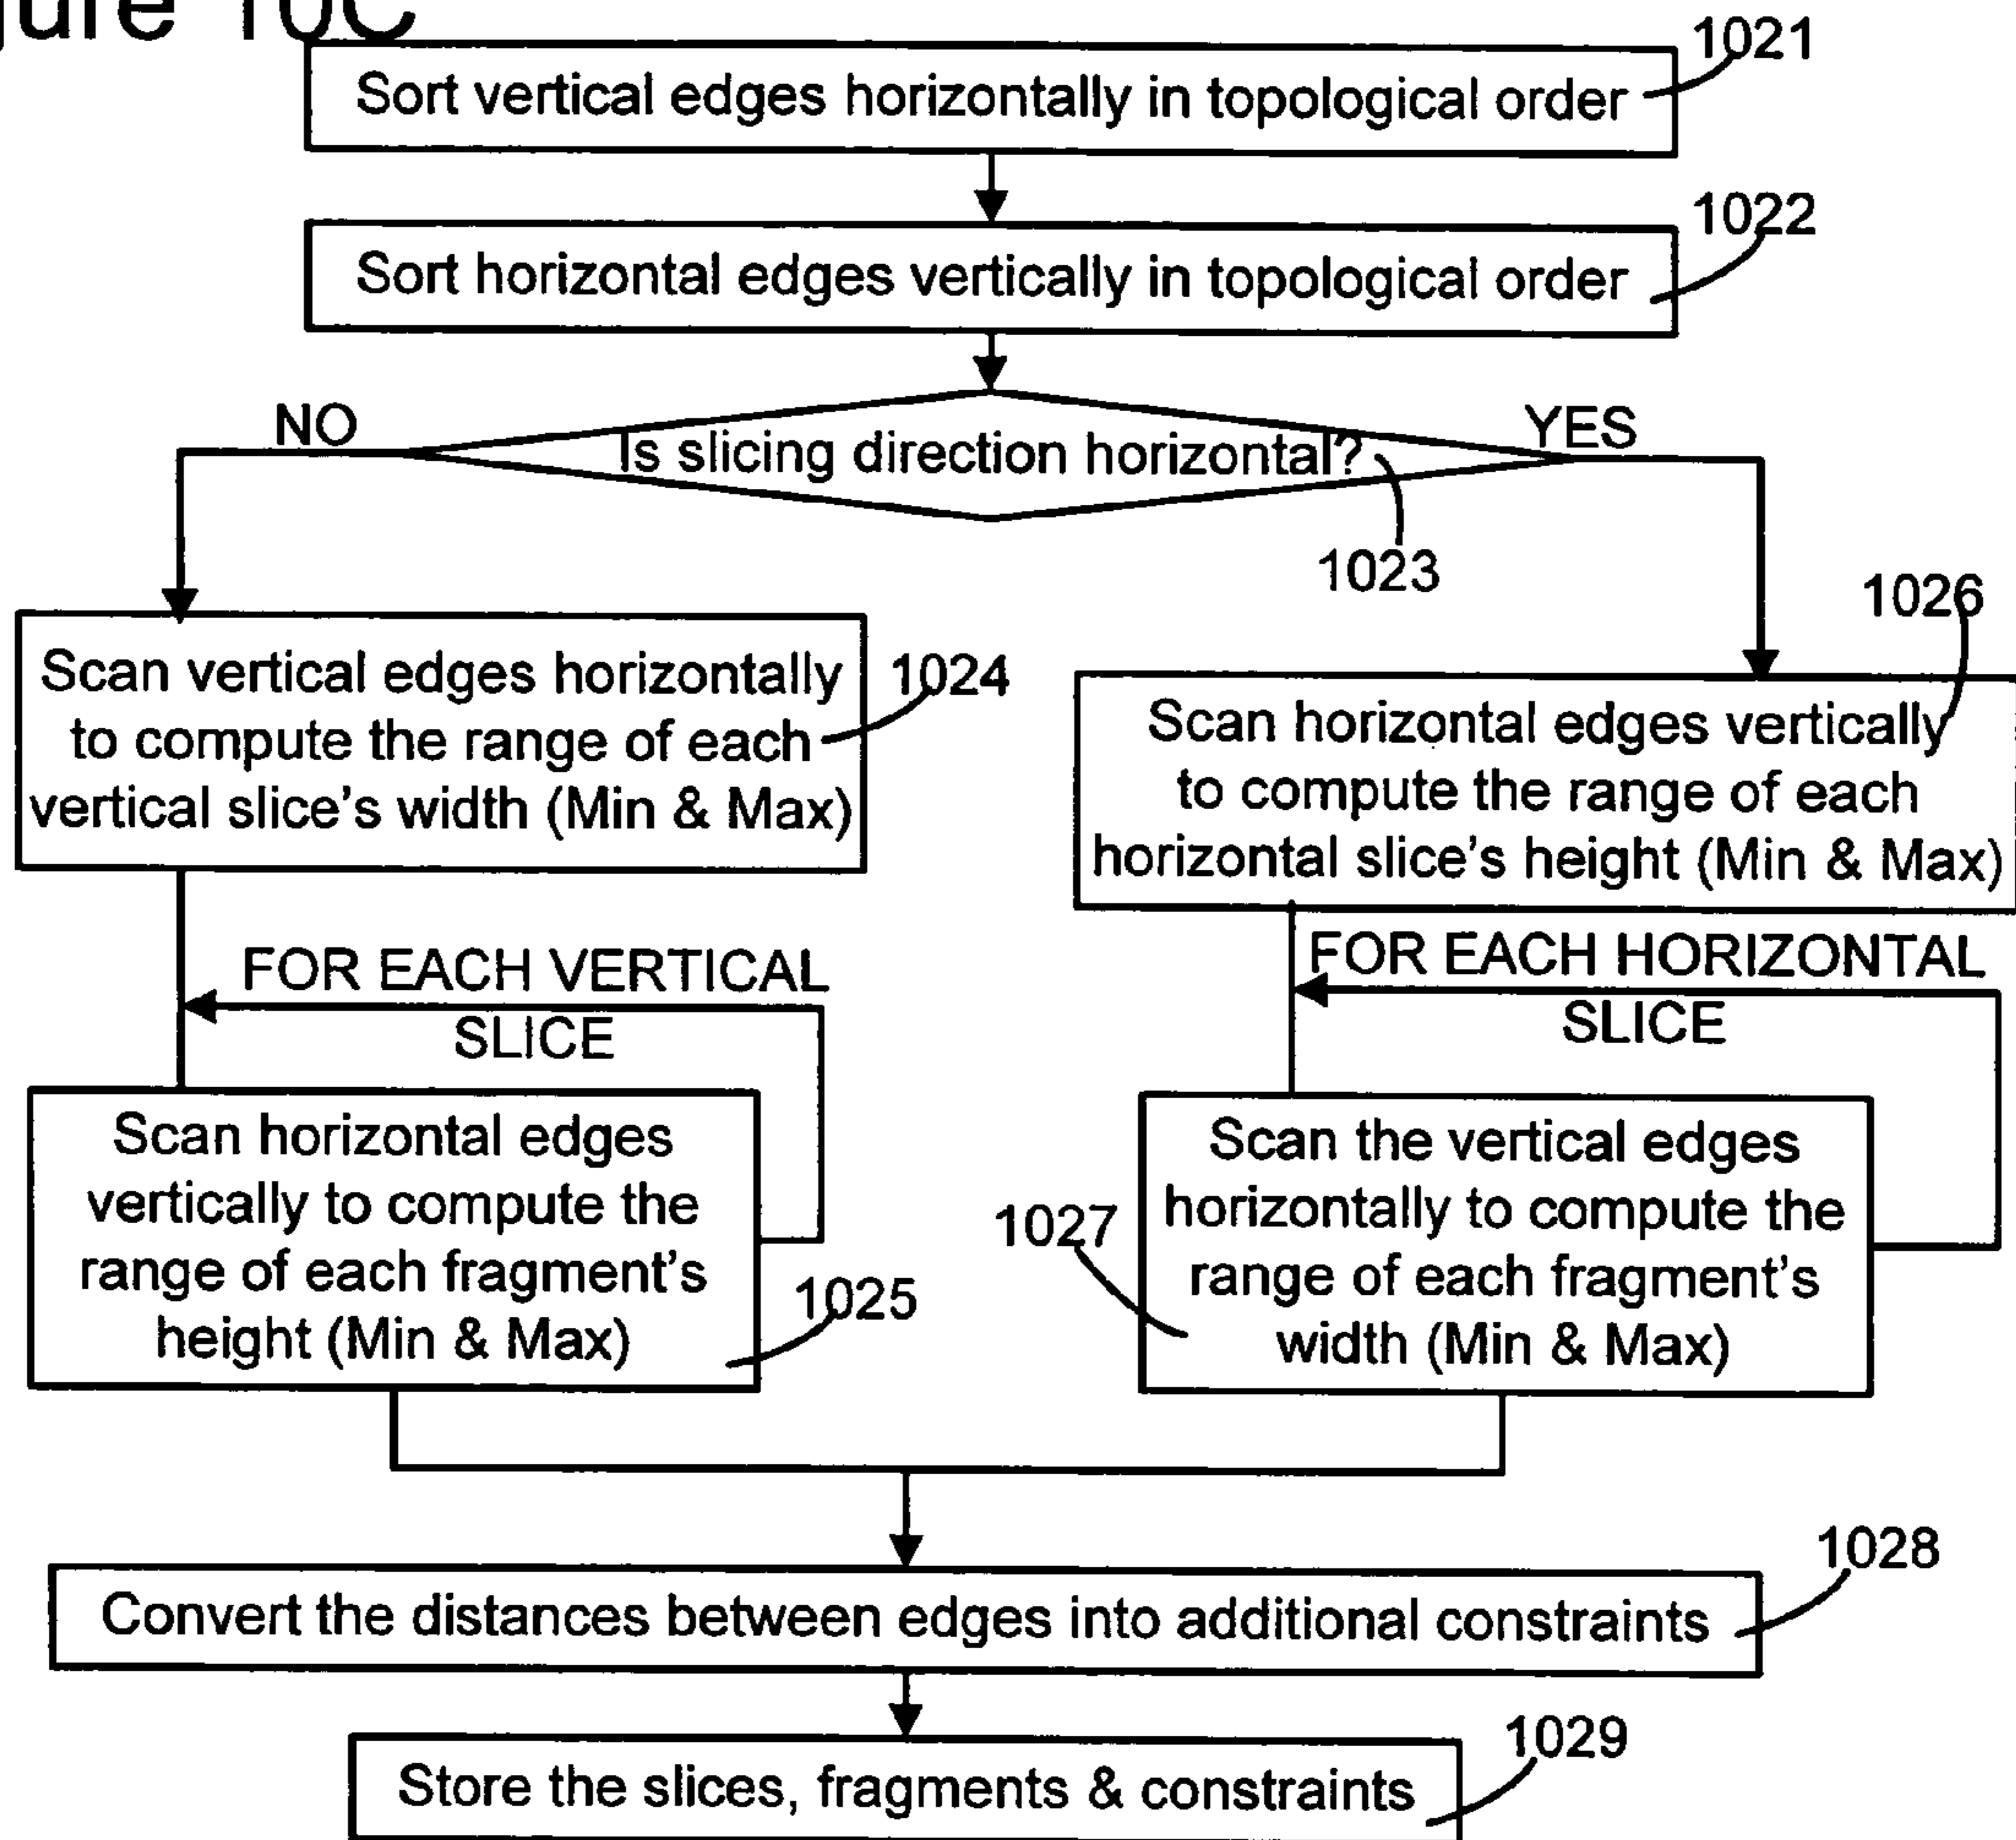 gure 10C
1021
Sort vertical edges horizontally in topological order
1022
Sort horizontal edges vertically in topological order
NO
YES
Is slicing direction horizontal?
1023
1026
Scan vertical edges horizontally
to compute the range of each
vertical slice's width (Min & Max)
1024
Scan horizontal edges vertically
to compute the range of each
horizontal slice's height (Min & Max)
FOR EACH VERTICAL
SLICE
FOR EACH HORIZONTAL
SLICE
Scan horizontal edges
vertically to compute the
range of each fragment's
height (Min & Max)
1025
1027
Scan the vertical edges
horizontally to compute the
range of each fragment's
width (Min & Max)
1028
Convert the distances between edges into additional constraints
1029
Store the slices, fragments & constraints